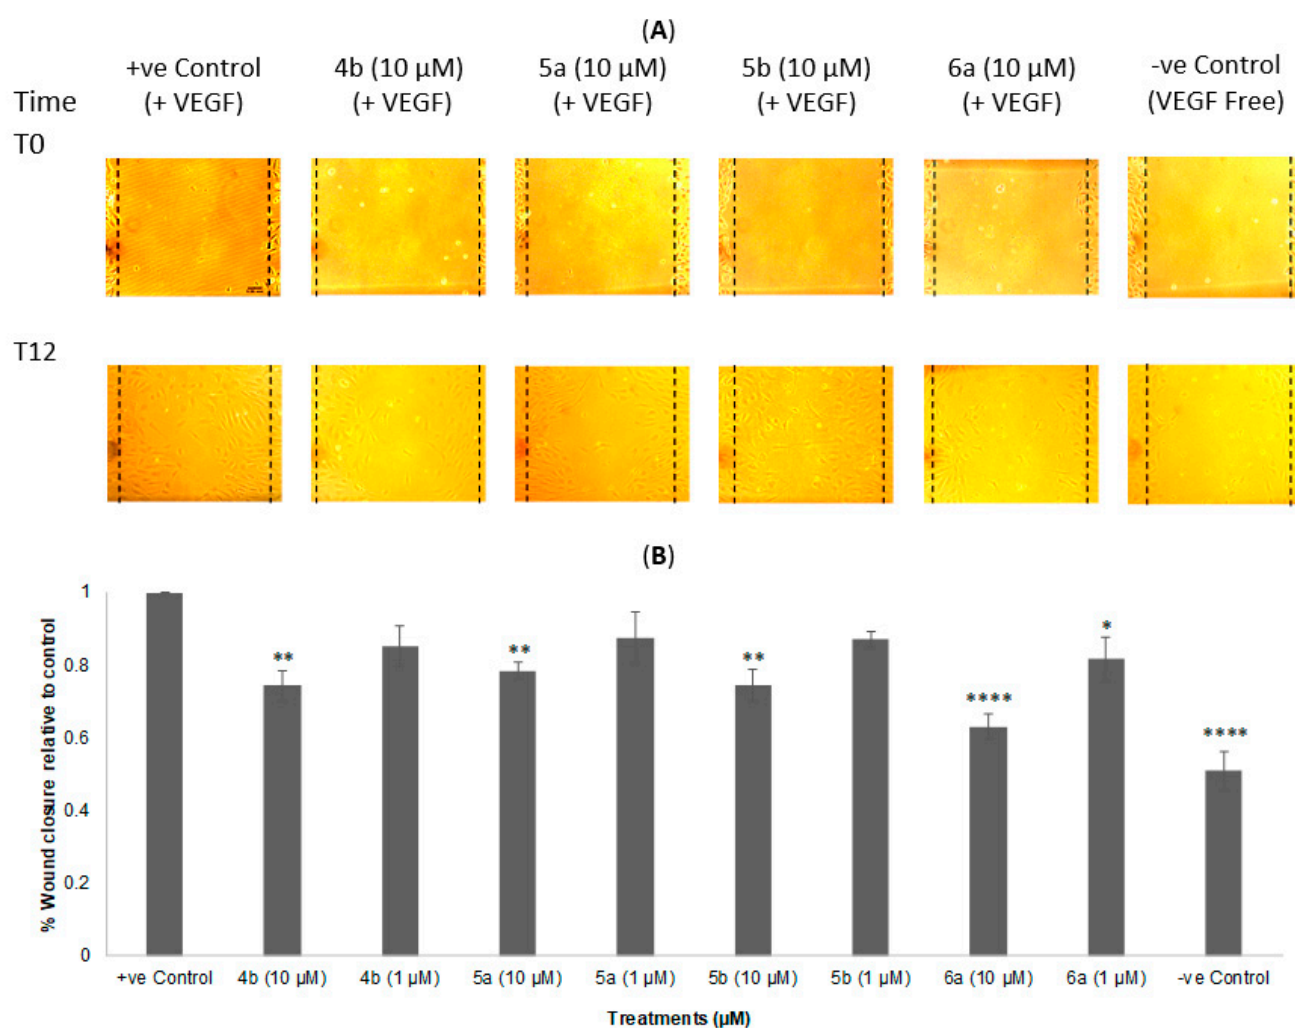 (A)
+ve Control 4b (10 µM) 5a (10 µM) 5b (10 µM) 6a (10 µM) -ve Control
Time (+ VEGF) (+ VEGF) (+ VEGF) (+ VEGF) (+ VEGF) (VEGF Free)
T0
T12
(B)
% Wound closure relative to control
1
0.8
0.6
0.4
0.2
0
** ** ** **** * ****
+ve Control 4b (10 µM) 4b (1 µM) 5a (10 µM) 5a (1 µM) 5b (10 µM) 5b (1 µM) 6a (10 µM) 6a (1 µM) -ve Control
Treatments (µM)